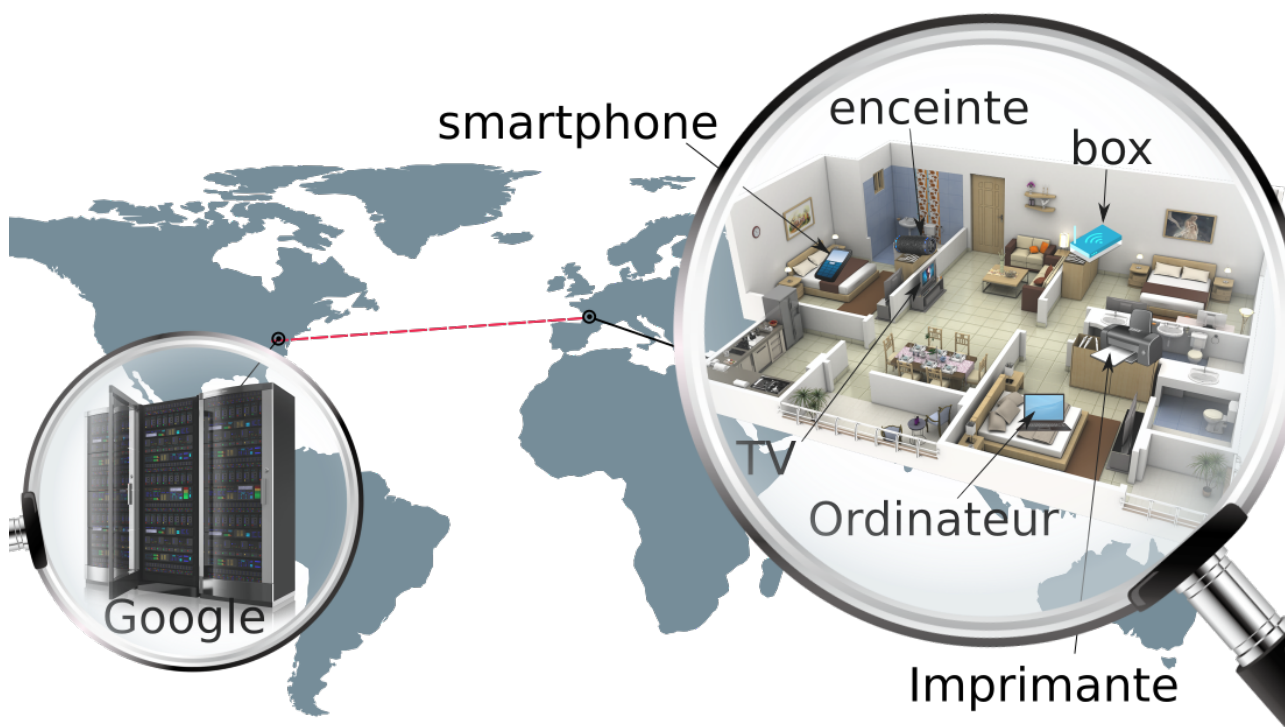 smartphone
enceinte
box
TV
Ordinateur
Google
Imprimante